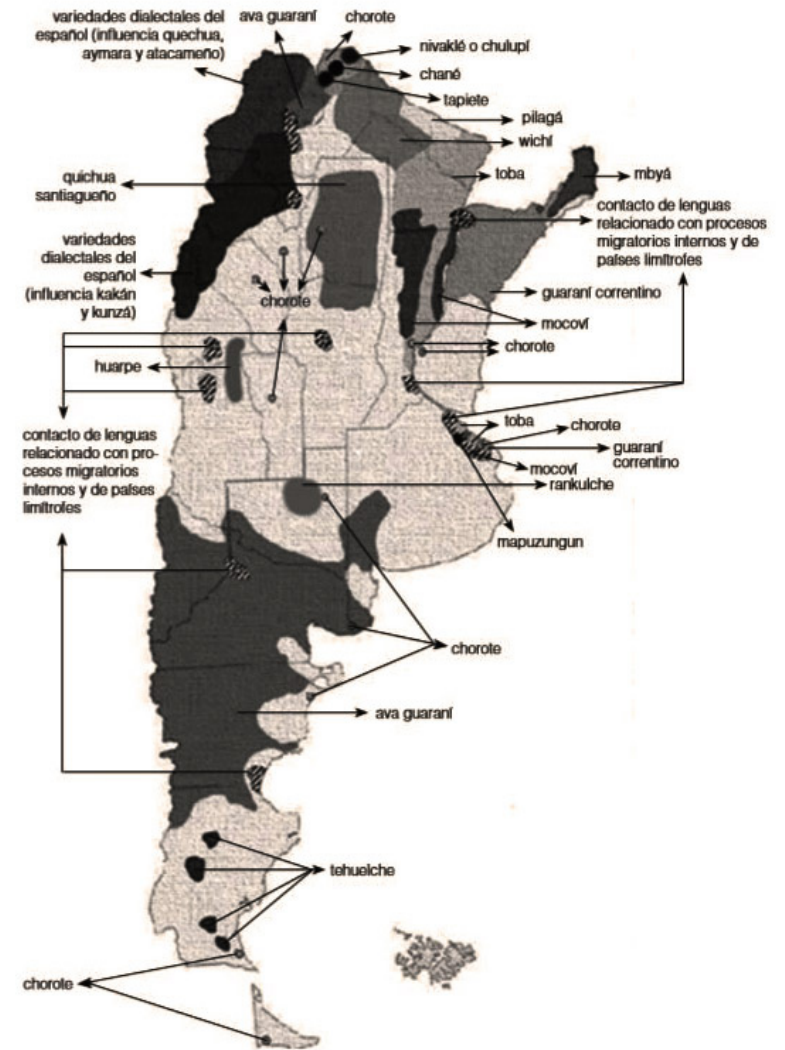 variedades dialectales del
español (influencia quechua,
aymara y atacameño)
ava guaraní
chorote
nivaklé o chulupí
chané
tapiete
pilagá
wichí
toba
mbyá
quichua
santiagueño
contacto de lenguas
relacionado con procesos
migratorios internos y de
países limítrofes
variedades
dialectales del
español
(influencia kakán
y kunzá)
chorote
guaraní correntino
mocoví
chorote
huarpe
toba
chorote
guaraní
correntino
mocoví
rankulche
contacto de lenguas
relacionado con pro-
cesos migratorios
internos y de países
limítrofes
mapuzungun
chorote
ava guaraní
tehuelche
chorote